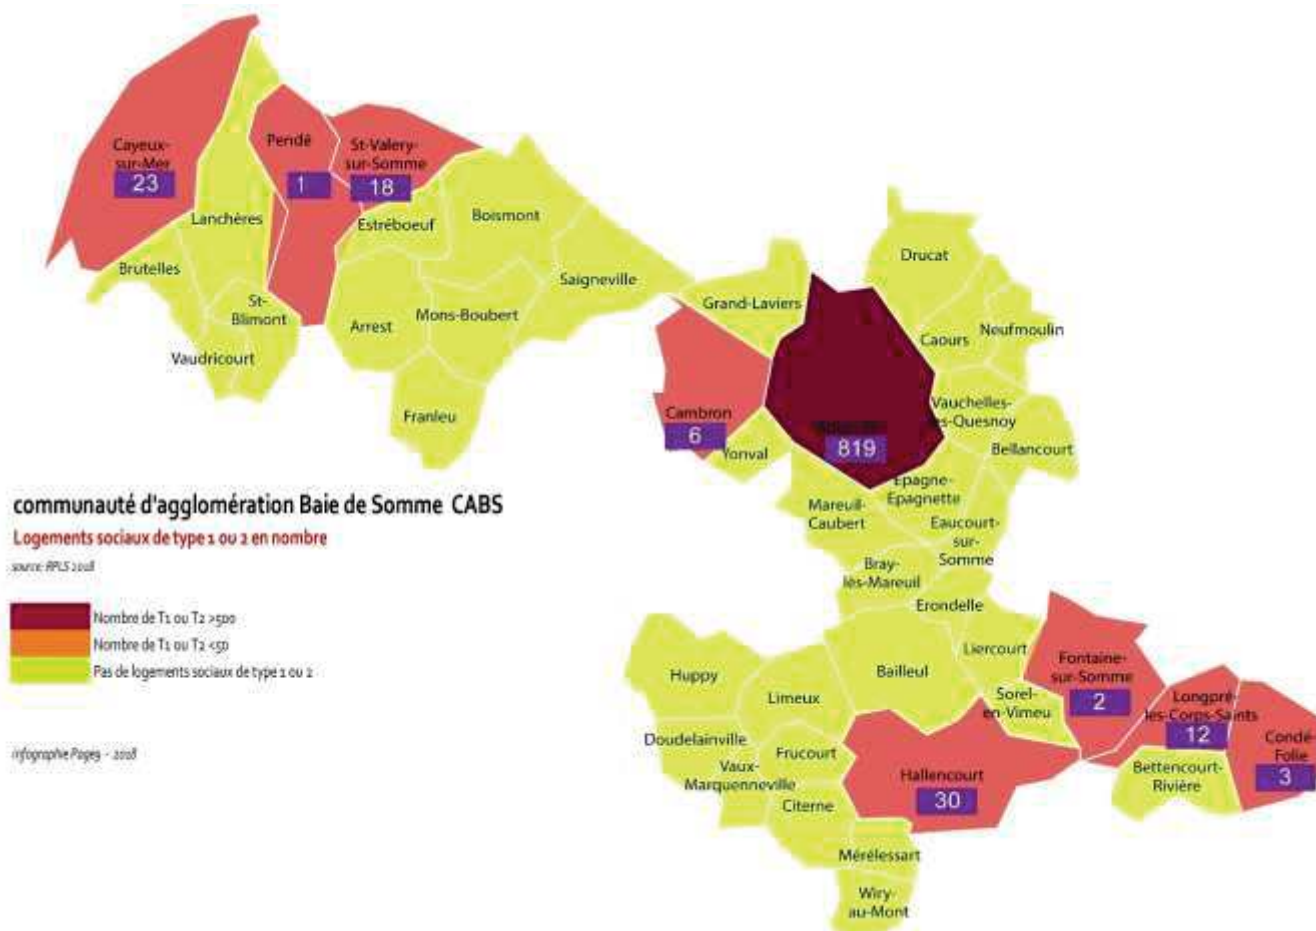 Cayeux-
sur-Mer
23
Pendé
1
St-Valery-
sur-Somme
18
Lanchères
Estréboeuf
Boismont
Brutelles
Saigneville
St-
Blimont
Arrest
Mons-Boubert
Vaudricourt
Franleu
Drucat
Grand-Laviers
Caours
Neufmoulin
Cambron
6
Yonval
819
Vauchelles-
es-Quesnoy
Bellancourt
Epagne-
Epagnette
Mareuil-
Caubert
Eaucourt-
sur-
Somme
Bray-
lès-Mareuil
Erondelle
communauté d'agglomération Baie de Somme CABS
Logements sociaux de type 1 ou 2 en nombre
source: RPLS 2018
Nombre de T1 ou T2 >500
Nombre de T1 ou T2 <50
Pas de logements sociaux de type 1 ou 2
infographie Page9 - 2018
Huppy
Limeux
Bailleul
Liercourt
Fontaine-
sur-Somme
2
Sorel-
en-Vimeu
Longpré-
les-Corps-Saints
12
Condé-
Folie
3
Doudelainville
Frucourt
Vaux-
Marquenneville
Hallencourt
30
Bettencourt-
Rivière
Citerne
Mérélessart
Wiry-
au-Mont